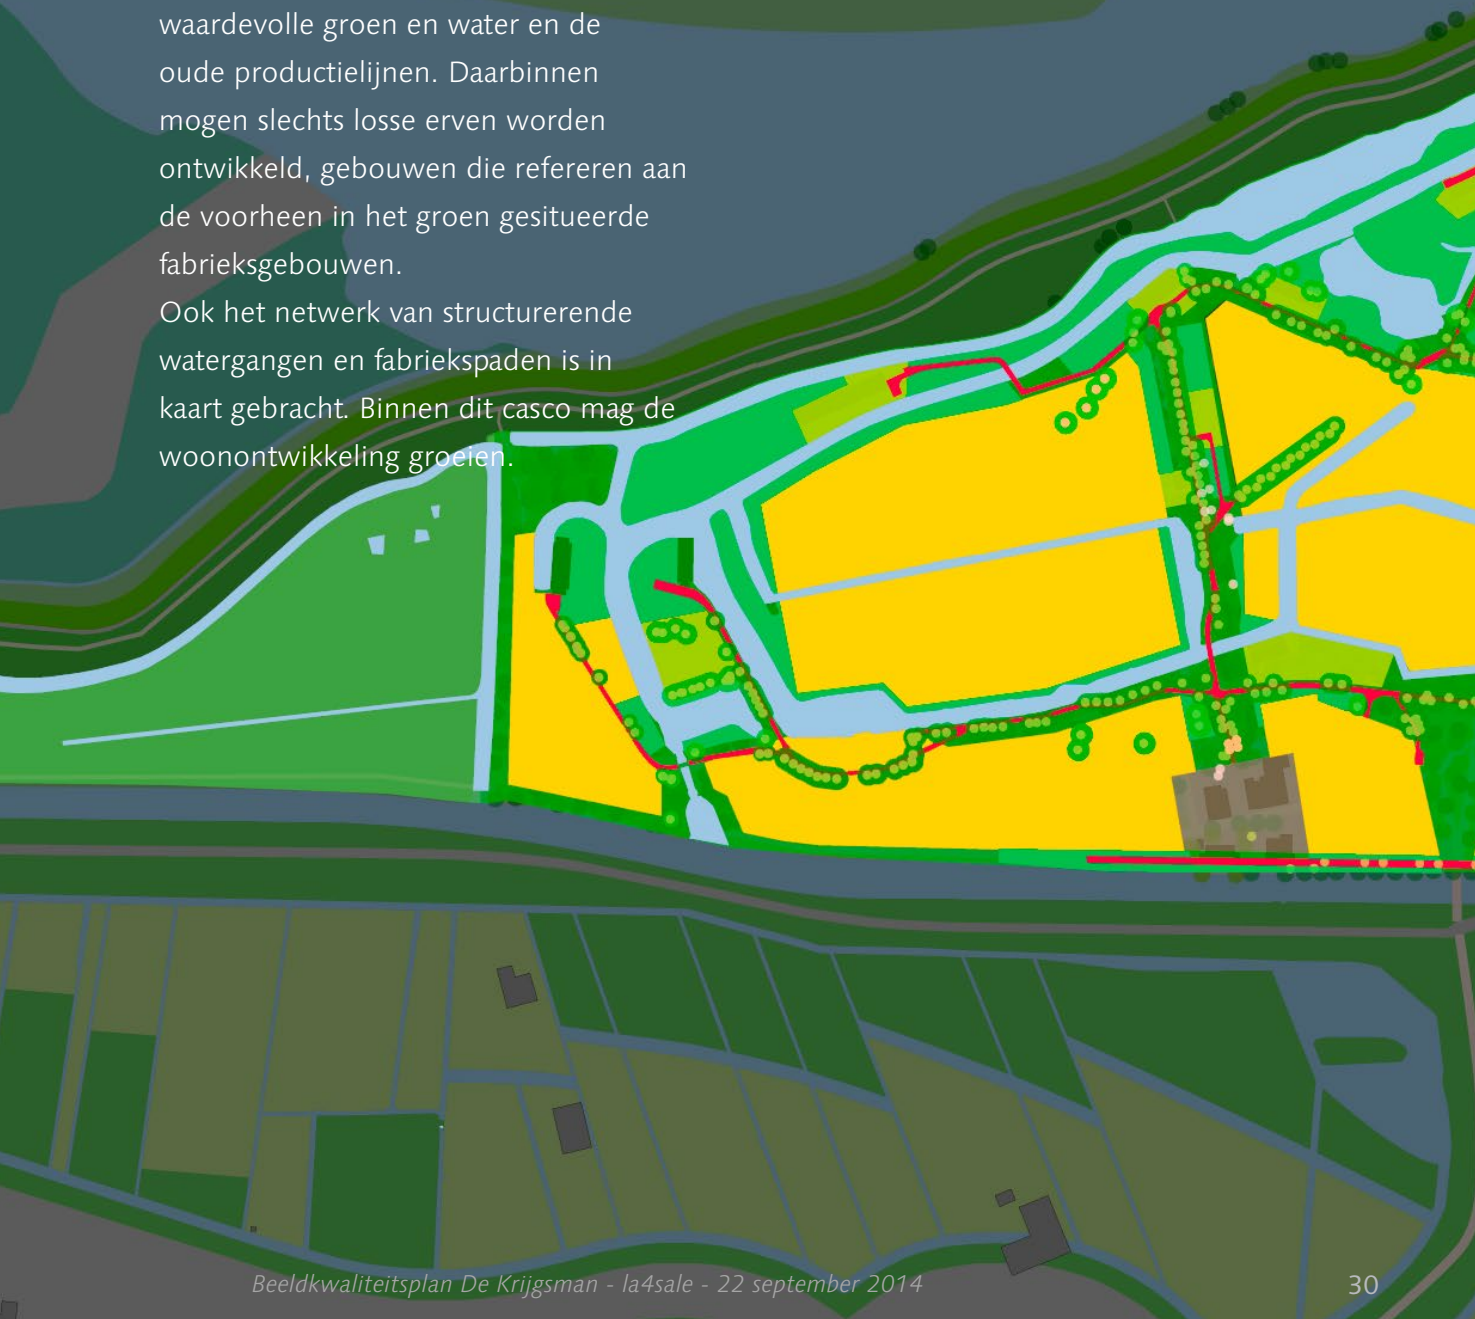 waardevolle groen en water en de
oude productielijnen. Daarbinnen
mogen slechts losse erven worden
ontwikkeld, gebouwen die refereren aan
de voorheen in het groen gesitueerde
fabrieksgebouwen.
Ook het netwerk van structurerende
watergangen en fabriekspaden is in
kaart gebracht. Binnen dit casco mag de
woonontwikkeling groeien.
Beeldkwaliteitsplan De Krijgsman - la4sale - 22 september 2014
30